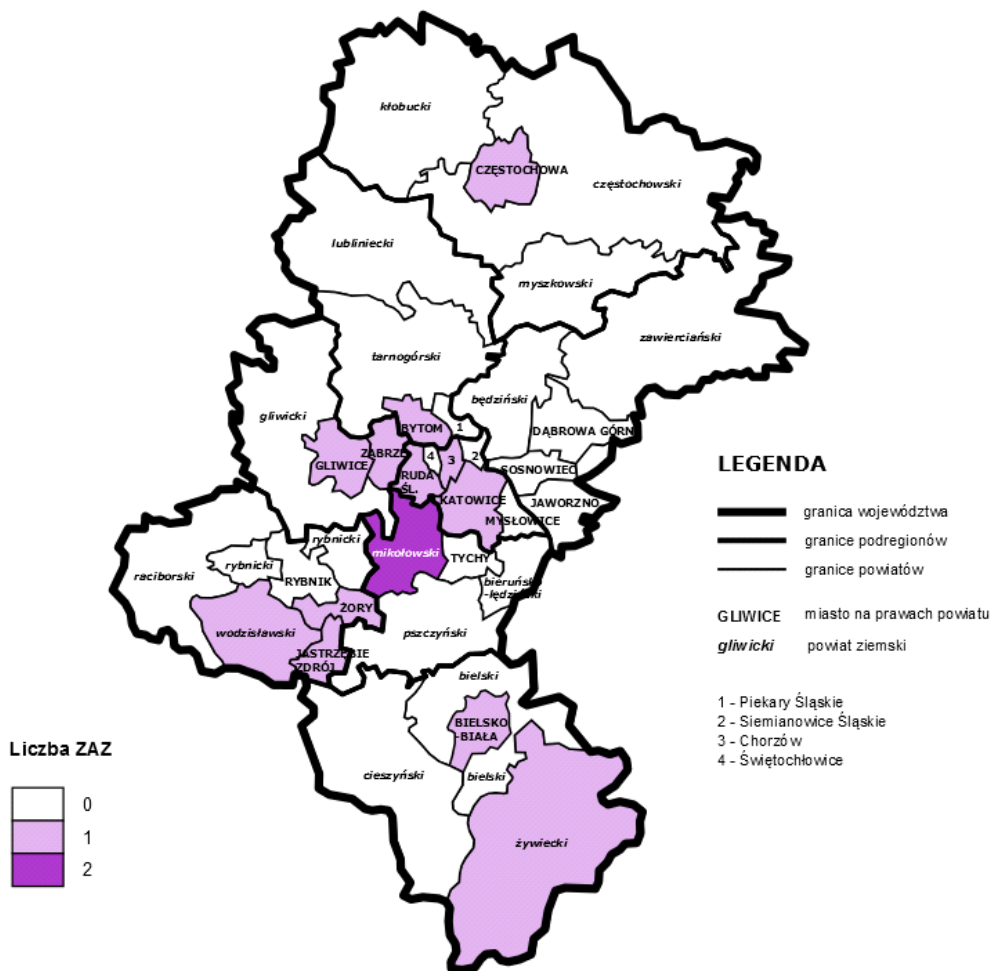 kłobucki
CZĘSTOCHOWA
częstochowski
lubliniecki
myszkowski
zawierciański
tarnogórski
będziński
gliwicki
BYTOM
1
DĄBROWA GÓRN
ZABRZE
GLIWICE
4
3
2
SOSNOWIEC
RUDA
ŚL.
KATOWICE
JAWORZNO
MYSŁOWICE
rybnicki
mikołowski
TYCHY
rybnicki
raciborski
RYBNIK
bieruńsko
-lędziński
ŻORY
wodzisławski
pszczyński
JASTRZĘBIE
ZDRÓJ
bielski
BIELSKO
-BIAŁA
cieszyński
bielski
żywiecki
LEGENDA
granica województwa
granice podregionów
granice powiatów
GLIWICE miasto na prawach powiatu
gliwicki powiat ziemski
1 - Piekary Śląskie
2 - Siemianowice Śląskie
3 - Chorzów
4 - Świętochłowice
Liczba ZAZ
0
1
2